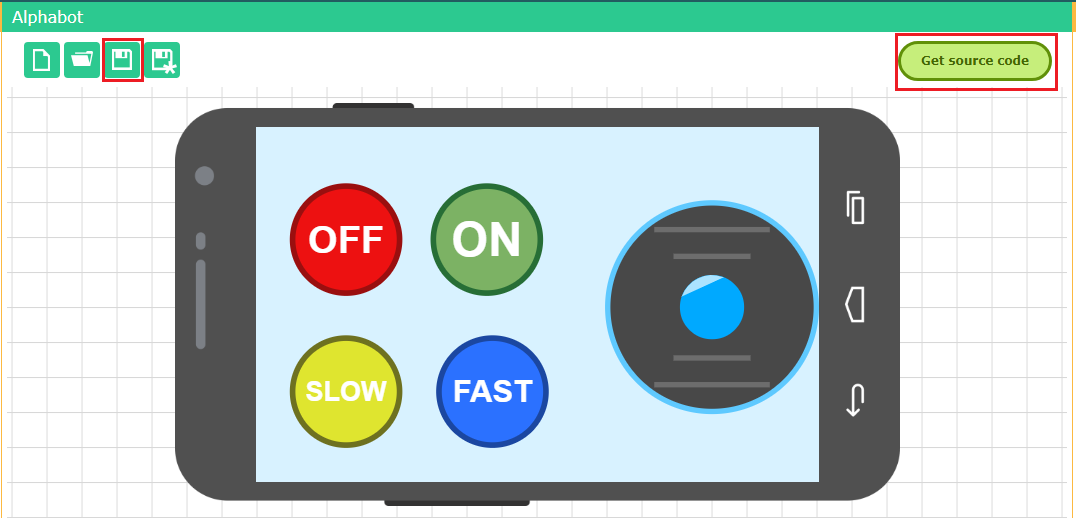 Alphabot
Get source code
OFF
ON
SLOW
FAST